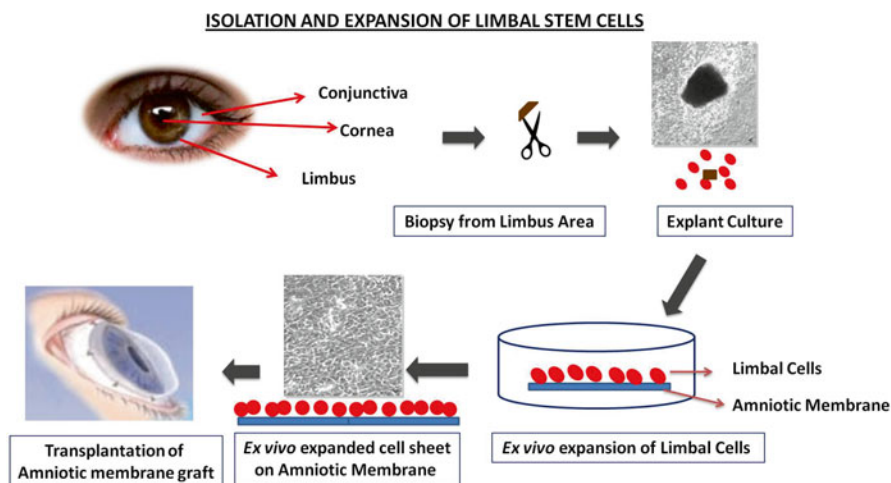 ISOLATION AND EXPANSION OF LIMBAL STEM CELLS
Conjunctiva
Cornea
Limbus
Biopsy from Limbus Area
Explant Culture
Limbal Cells
Amniotic Membrane
Ex vivo expansion of Limbal Cells
Ex vivo expanded cell sheet
on Amniotic Membrane
Transplantation of
Amniotic membrane graft